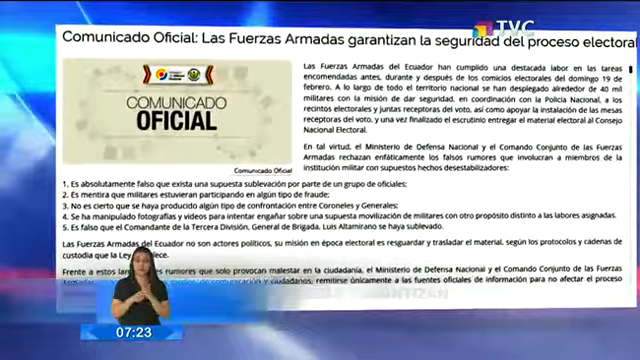 TVC
Comunicado Oficial: Las Fuerzas Armadas garantizan la seguridad del proceso electoral
COMUNICADO
OFICIAL
Comunicado Oficial
Las Fuerzas Armadas del Ecuador han cumplido una destacada labor en las tareas
encomendadas antes, durante y después de los comicios electorales del domingo 19 de
febrero. A lo largo de todo el territorio nacional se han desplegado alrededor de 40 mil
militares con la misión de dar seguridad, en coordinación con la Policía Nacional, a los
recintos electorales y juntas receptoras del voto, así como apoyar la instalación de las mesas
receptoras del voto, y una vez finalizado el escrutinio entregar el material electoral al Consejo
Nacional Electoral.
En tal virtud, el Ministerio de Defensa Nacional y el Comando Conjunto de las Fuerzas
Armadas rechazan enfáticamente los falsos rumores que involucran a miembros de la
institución militar con supuestos hechos desestabilizadores:
1. Es absolutamente falso que exista una supuesta sublevación por parte de un grupo de oficiales;
2. Es mentira que militares estuvieran participando en algún tipo de fraude;
3. No es cierto que se haya producido algún tipo de confrontación entre Coroneles y Generales;
4. Se ha manipulado fotografías y videos para intentar engañar sobre una supuesta movilización de militares con otro propósito distinto a las labores asignadas.
5. Es falso que el Comandante de la Tercera División, General de Brigada, Luis Altamirano se haya sublevado.
Las Fuerzas Armadas del Ecuador no son actores políticos, su misión en época electoral es resguardar y trasladar el material, según los protocolos y cadenas de
custodia que la Ley
Frente a estos rumores que solo provocan malestar en la ciudadanía, el Ministerio de Defensa Nacional y el Comando Conjunto de las Fuerzas
medios de comunicación y ciudadanos, remitirse únicamente a las fuentes oficiales de información para no afectar el proceso
07:23